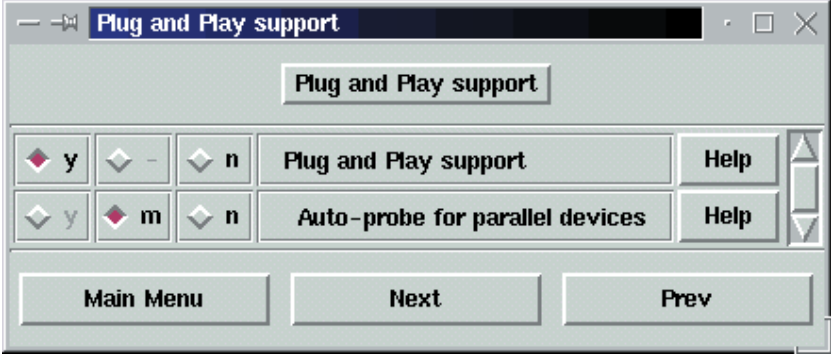 Plug and Play support
Plug and Play support
y - n Plug and Play support Help
y m n Auto-probe for parallel devices Help
Main Menu Next Prev